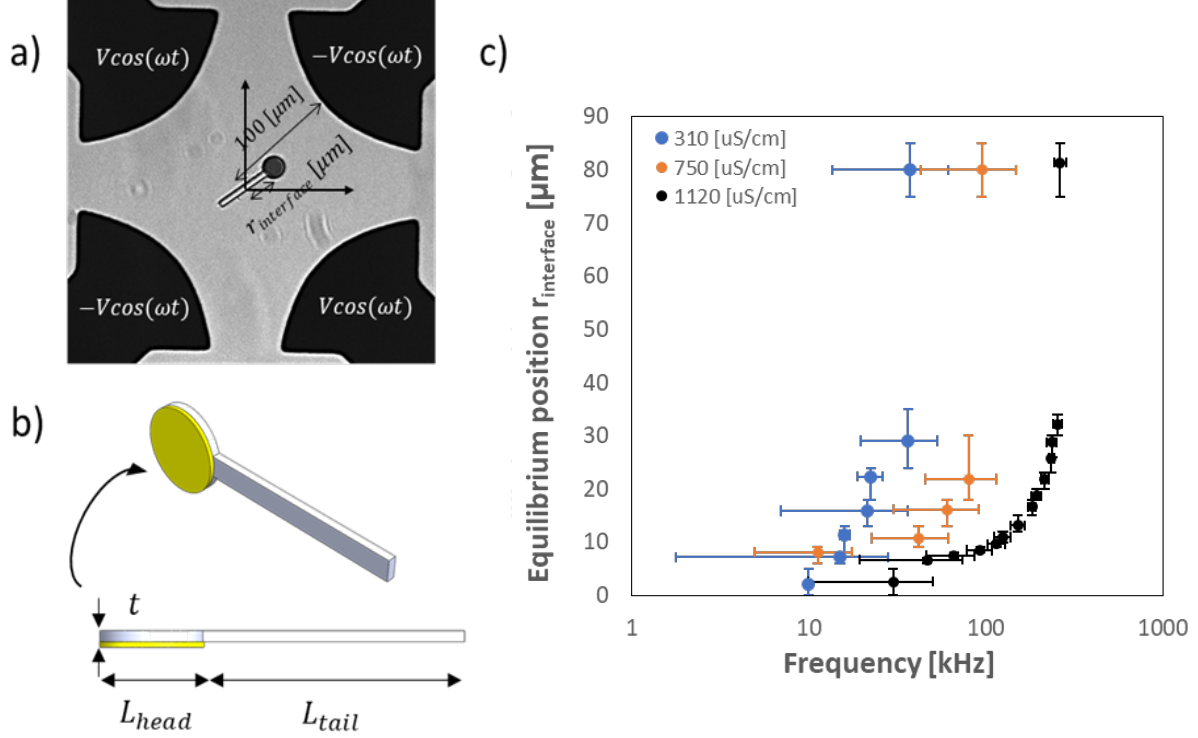 a)
Vcos(ωt)
−Vcos(ωt)
100 [μm]
r_interface [μm]
−Vcos(ωt)
Vcos(ωt)
b)
t
L_head
L_tail
c)
Equilibrium position r_interface [μm]
90
80
70
60
50
40
30
20
10
0
310 [uS/cm]
750 [uS/cm]
1120 [uS/cm]
1
10
100
1000
Frequency [kHz]